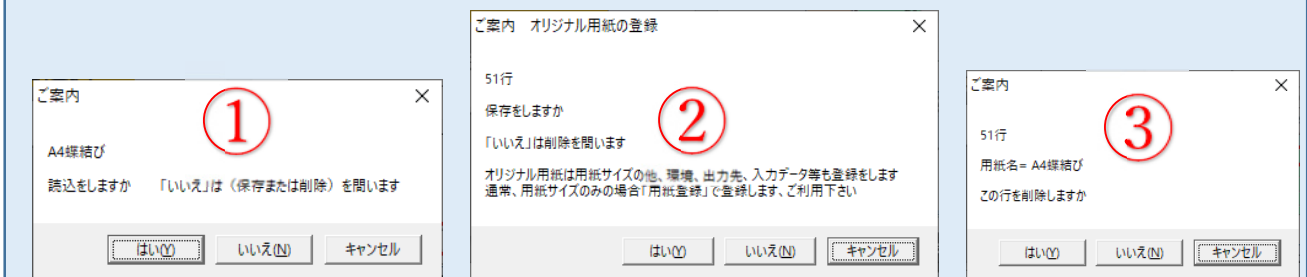 ご案内
①
A4蝶結び
読込をしますか 「いいえ」は（保存または削除）を問います
はい(Y) いいえ(N) キャンセル
ご案内 オリジナル用紙の登録
②
51行
保存をしますか
「いいえ」は削除を問います
オリジナル用紙は用紙サイズの他、環境、出力先、入力データ等も登録をします
通常、用紙サイズのみの場合「用紙登録」で登録します、ご利用下さい
はい(Y) いいえ(N) キャンセル
ご案内
③
51行
用紙名= A4蝶結び
この行を削除しますか
はい(Y) いいえ(N) キャンセル